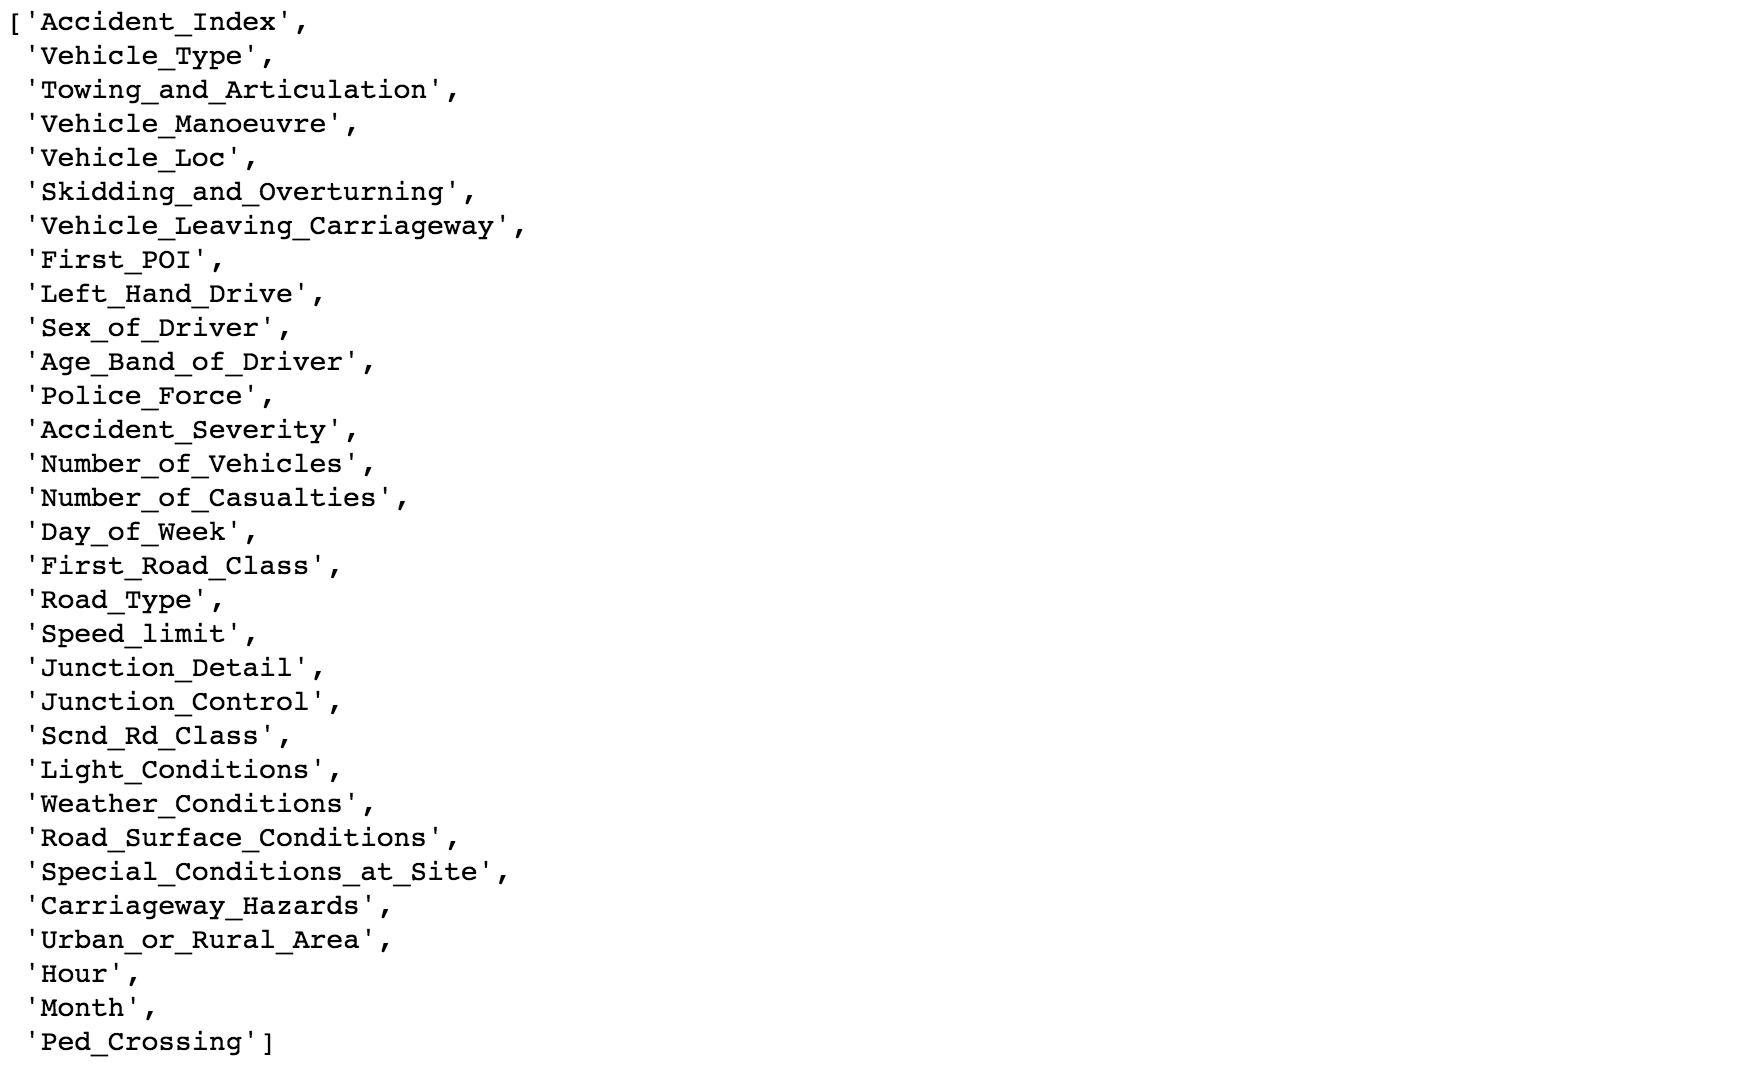 ['Accident_Index',
'Vehicle_Type',
'Towing_and_Articulation',
'Vehicle_Manoeuvre',
'Vehicle_Loc',
'Skidding_and_Overturning',
'Vehicle_Leaving_Carriageway',
'First_POI',
'Left_Hand_Drive',
'Sex_of_Driver',
'Age_Band_of_Driver',
'Police_Force',
'Accident_Severity',
'Number_of_Vehicles',
'Number_of_Casualties',
'Day_of_Week',
'First_Road_Class',
'Road_Type',
'Speed_limit',
'Junction_Detail',
'Junction_Control',
'Scnd_Rd_Class',
'Light_Conditions',
'Weather_Conditions',
'Road_Surface_Conditions',
'Special_Conditions_at_Site',
'Carriageway_Hazards',
'Urban_or_Rural_Area',
'Hour',
'Month',
'Ped_Crossing']